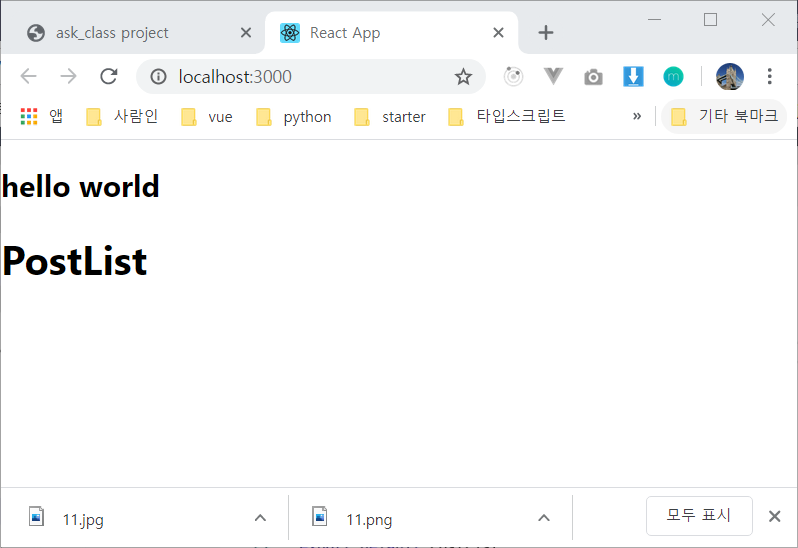 ask_class project
React App
localhost:3000
앱
사람인
vue
python
starter
타입스크립트
»
기타 북마크
hello world
PostList
11.jpg
11.png
모두 표시